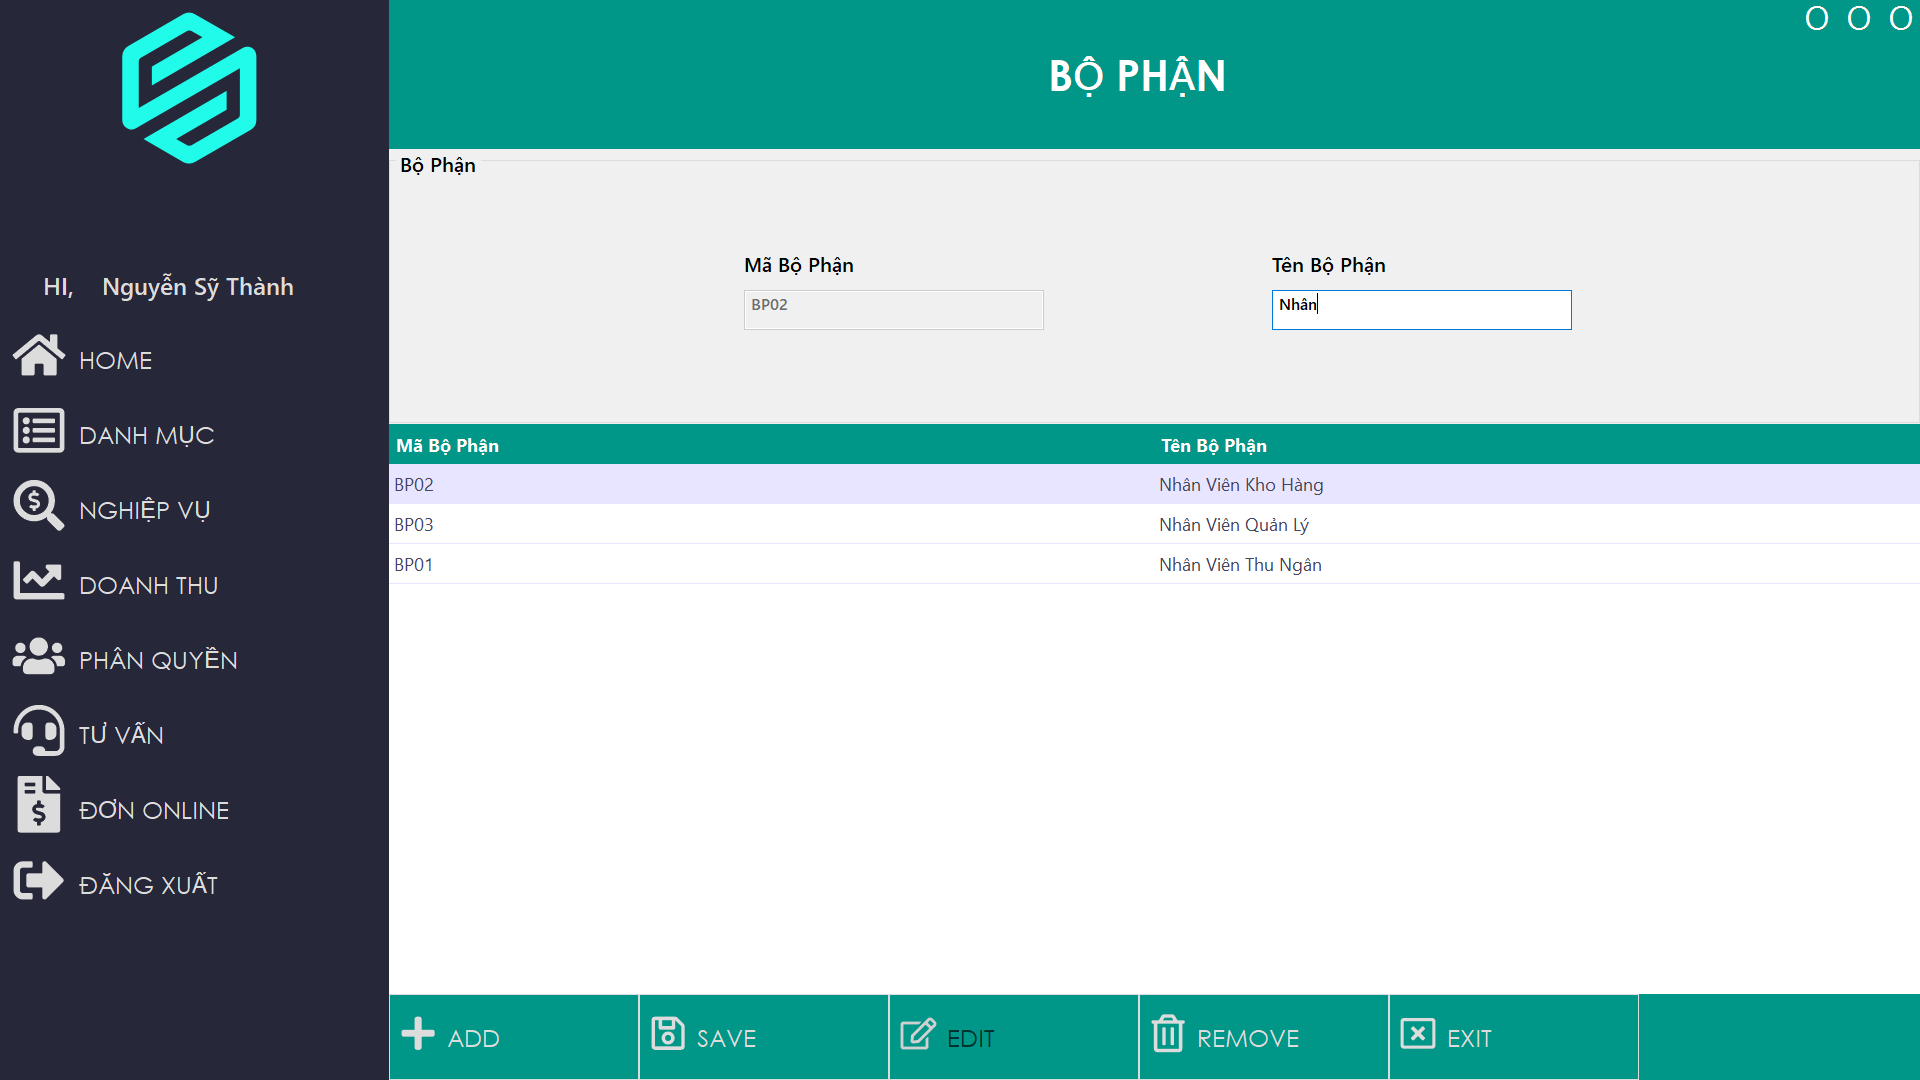 O O O
BỘ PHẬN
HI, Nguyễn Sỹ Thành
HOME
DANH MỤC
NGHIỆP VỤ
DOANH THU
PHÂN QUYỀN
TƯ VẤN
ĐƠN ONLINE
ĐĂNG XUẤT
Bộ Phận
Mã Bộ Phận Tên Bộ Phận
BP02 Nhân
Mã Bộ Phận Tên Bộ Phận
BP02 Nhân Viên Kho Hàng
BP03 Nhân Viên Quản Lý
BP01 Nhân Viên Thu Ngân
ADD SAVE EDIT REMOVE EXIT